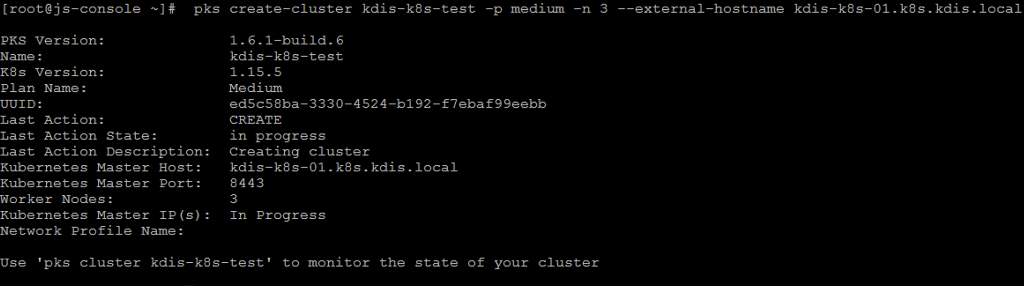 [root@js-console ~]#  pks create-cluster kdis-k8s-test -p medium -n 3 --external-hostname kdis-k8s-01.k8s.kdis.local
PKS Version:              1.6.1-build.6
Name:                     kdis-k8s-test
K8s Version:              1.15.5
Plan Name:                Medium
UUID:                     ed5c58ba-3330-4524-b192-f7ebaf99eebb
Last Action:              CREATE
Last Action State:        in progress
Last Action Description:  Creating cluster
Kubernetes Master Host:   kdis-k8s-01.k8s.kdis.local
Kubernetes Master Port:   8443
Worker Nodes:             3
Kubernetes Master IP(s):  In Progress
Network Profile Name:
Use 'pks cluster kdis-k8s-test' to monitor the state of your cluster